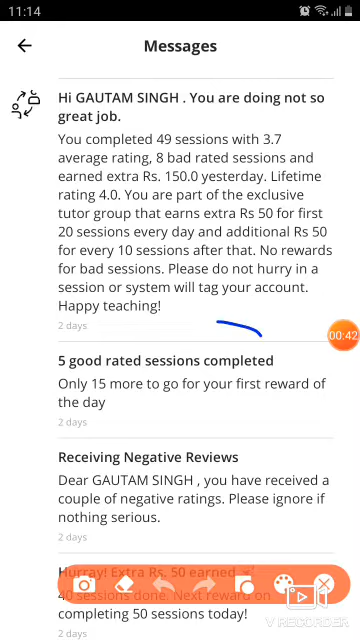 11:14
Messages
Hi GAUTAM SINGH . You are doing not so
great job.
You completed 49 sessions with 3.7
average rating, 8 bad rated sessions and
earned extra Rs. 150.0 yesterday. Lifetime
rating 4.0. You are part of the exclusive
tutor group that earns extra Rs 50 for first
20 sessions every day and additional Rs 50
for every 10 sessions after that. No rewards
for bad sessions. Please do not hurry in a
session or system will tag your account.
Happy teaching!
2 days
00:42
5 good rated sessions completed
Only 15 more to go for your first reward of
the day
2 days
Receiving Negative Reviews
Dear GAUTAM SINGH , you have received a
couple of negative ratings. Please ignore if
nothing serious.
2 days
Hurray! Extra Rs. 50 earned
40 sessions done. Next reward on
completing 50 sessions today!
2 days
V RECORDER